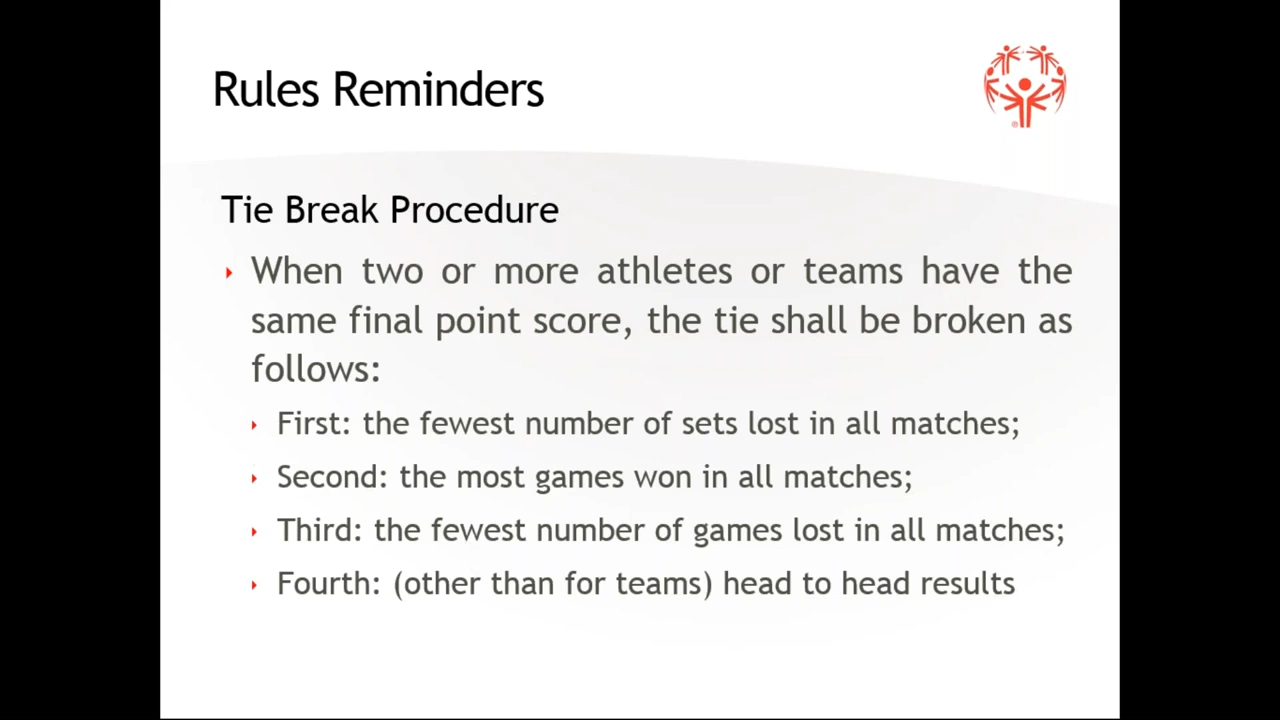 Rules Reminders
Tie Break Procedure
When two or more athletes or teams have the
same final point score, the tie shall be broken as
follows:
First: the fewest number of sets lost in all matches;
Second: the most games won in all matches;
Third: the fewest number of games lost in all matches;
Fourth: (other than for teams) head to head results